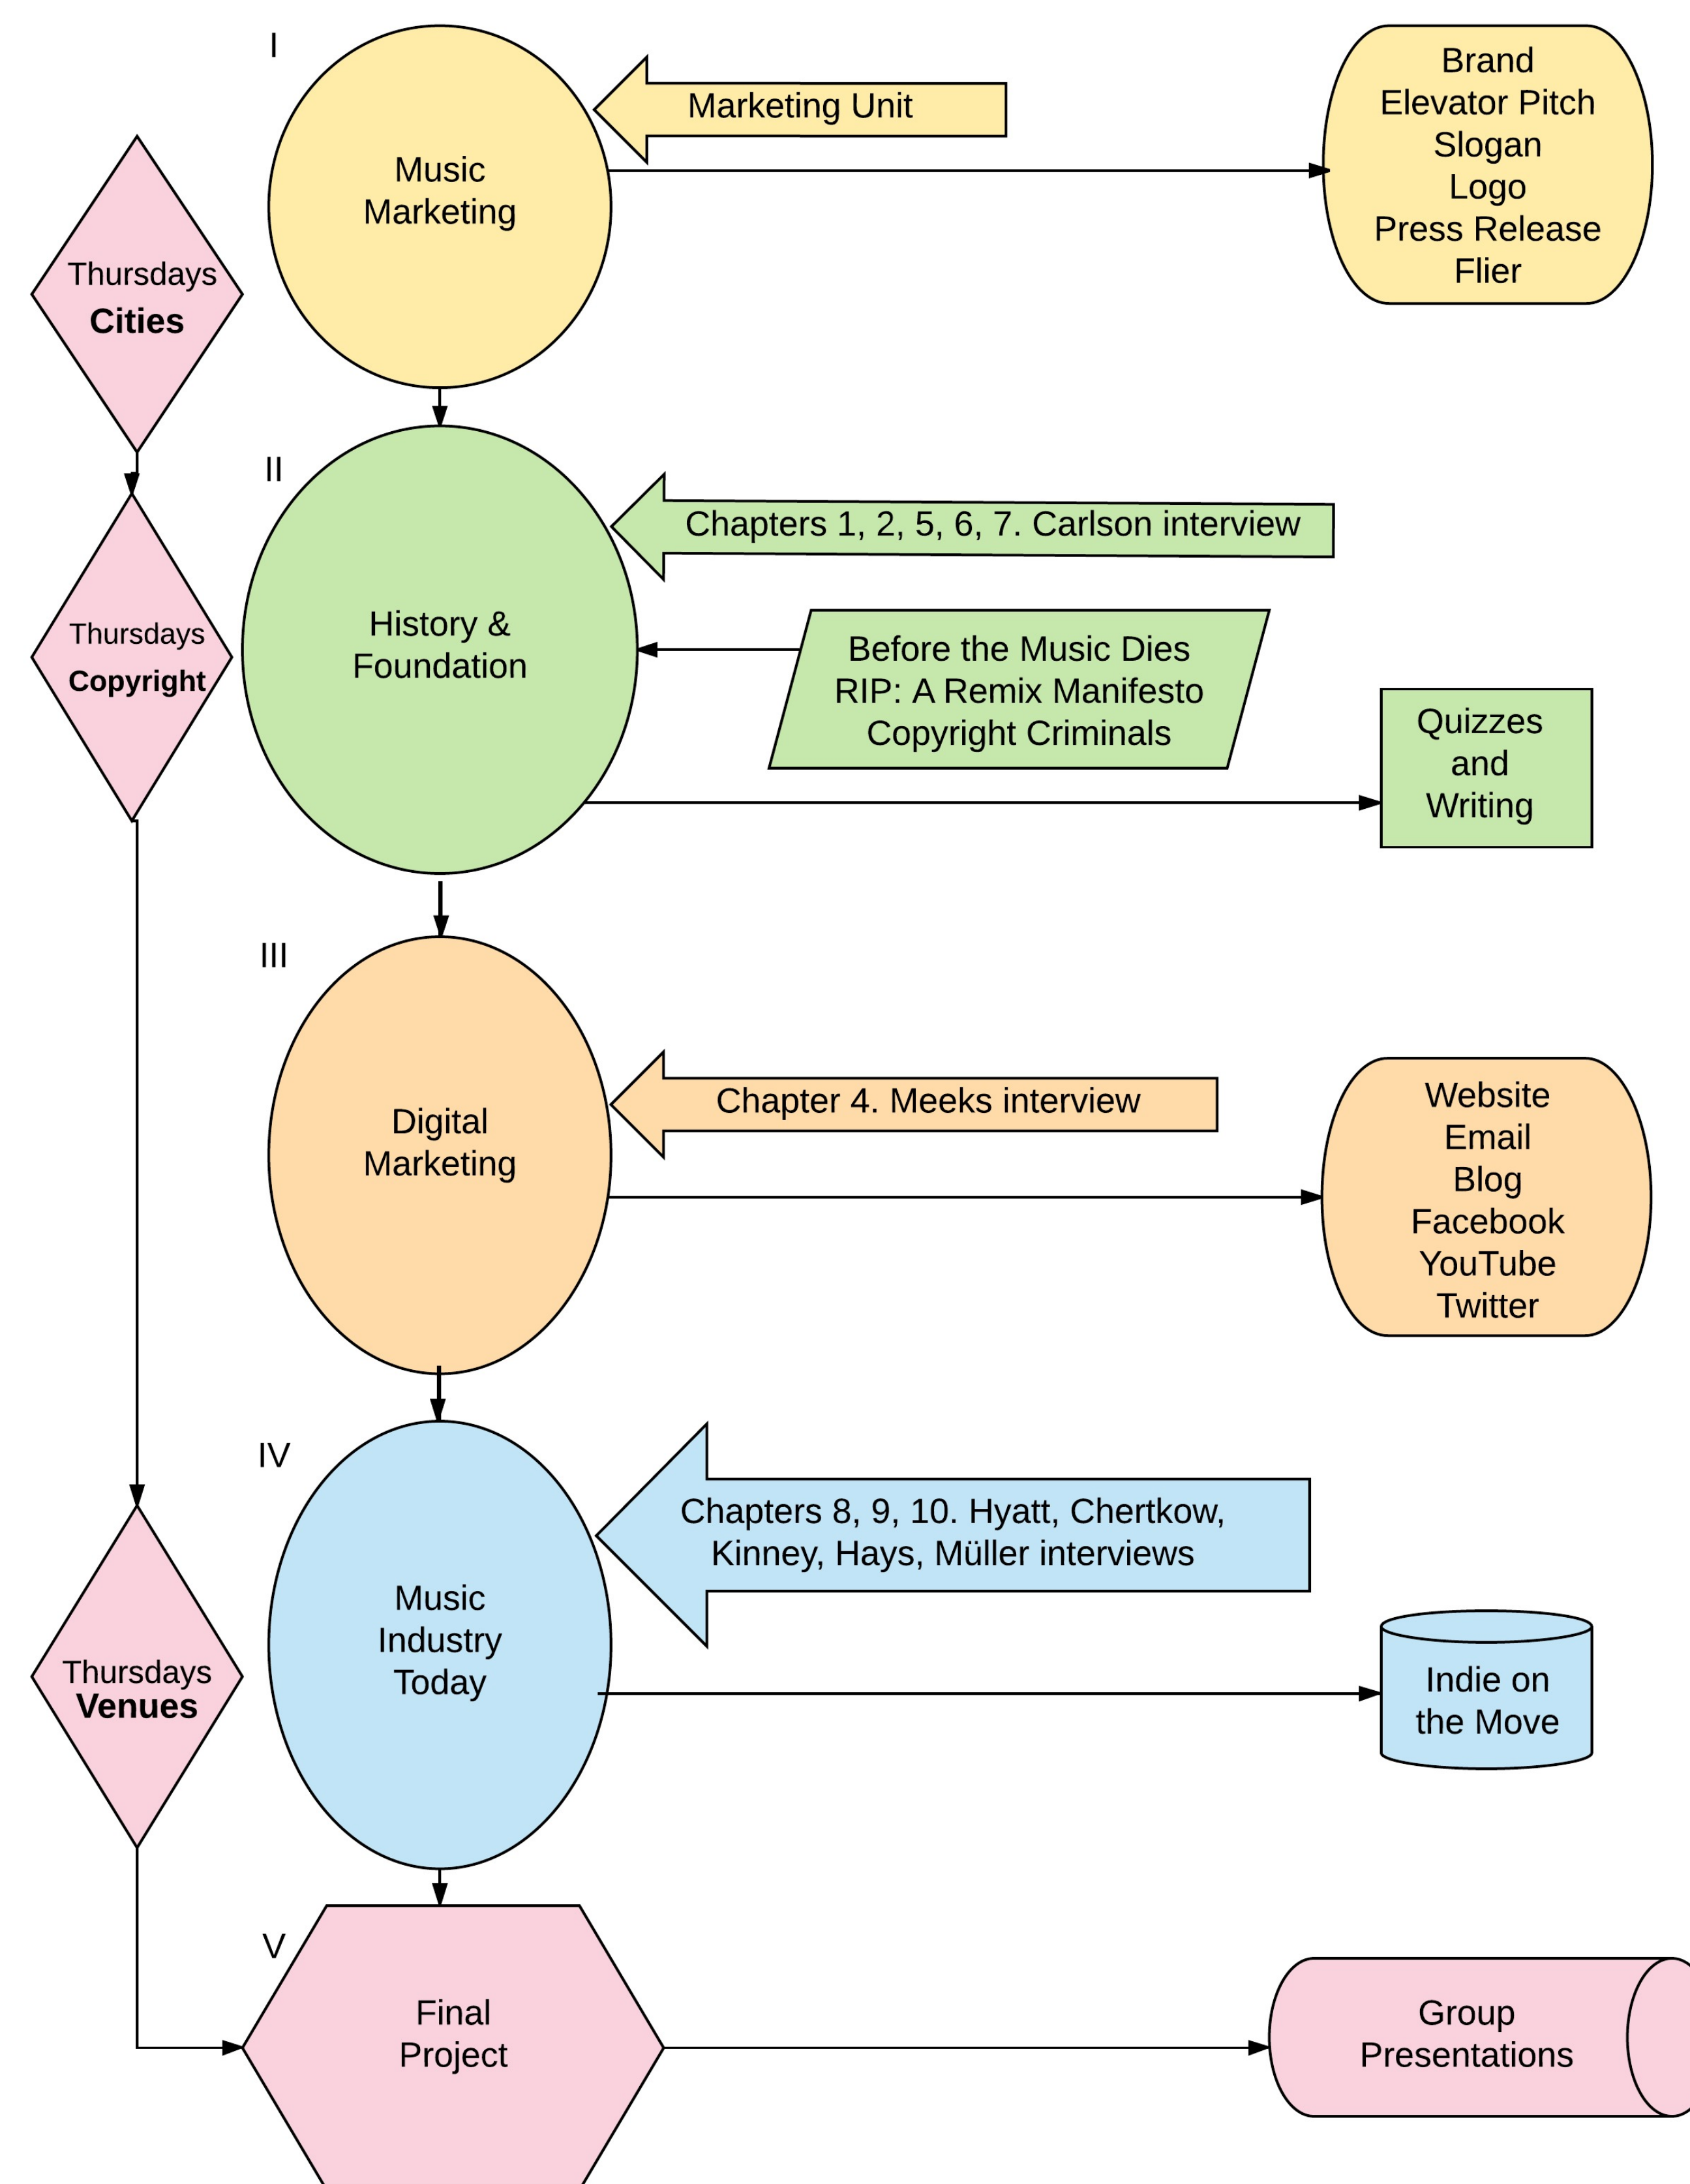 I
Music
Marketing
Marketing Unit
Brand
Elevator Pitch
Slogan
Logo
Press Release
Flier
Thursdays
Cities
II
History &
Foundation
Chapters 1, 2, 5, 6, 7. Carlson interview
Before the Music Dies
RIP: A Remix Manifesto
Copyright Criminals
Quizzes
and
Writing
Thursdays
Copyright
III
Digital
Marketing
Chapter 4. Meeks interview
Website
Email
Blog
Facebook
YouTube
Twitter
IV
Music
Industry
Today
Chapters 8, 9, 10. Hyatt, Chertkow,
Kinney, Hays, Müller interviews
Indie on
the Move
Thursdays
Venues
V
Final
Project
Group
Presentations